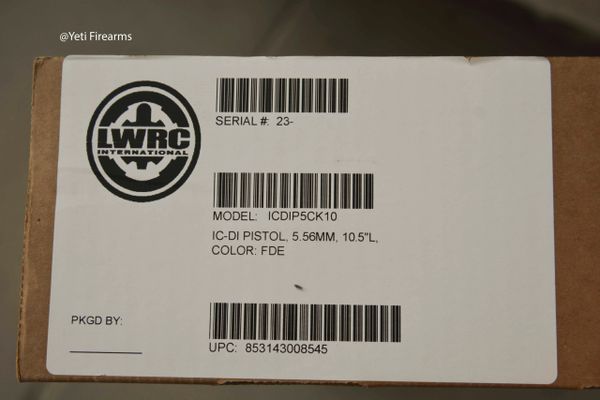 @Yeti Firearms
LWRC
INTERNATIONAL
SERIAL #: 23-
MODEL: ICDIP5CK10
IC-DI PISTOL, 5.56MM, 10.5"L,
COLOR: FDE
PKGD BY:
UPC: 853143008545